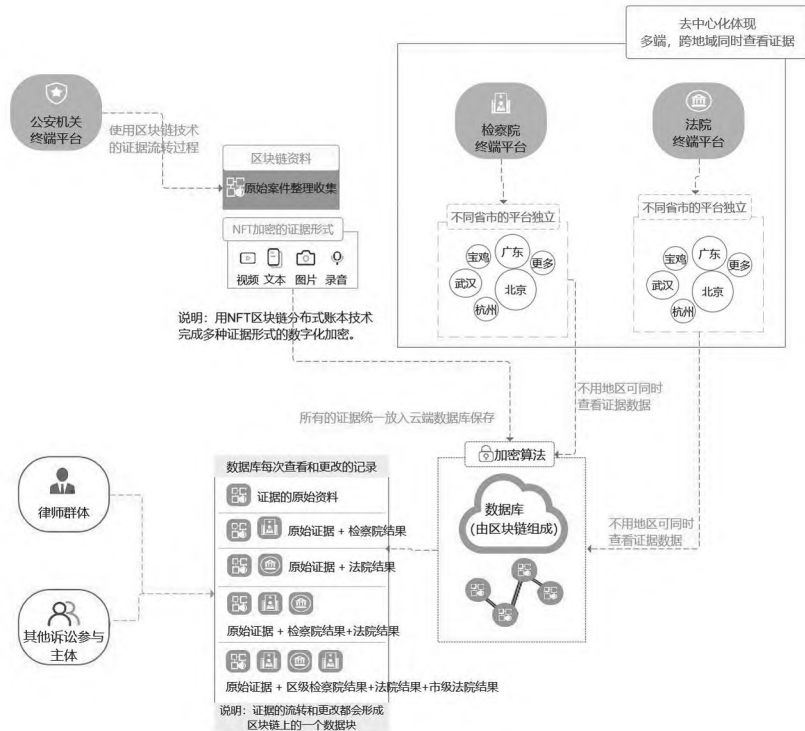 去中心化体现
多端，跨地域同时查看证据
公安机关
终端平台
使用区块链技术
的证据流转过程
检察院
终端平台
法院
终端平台
区块链资料
原始案件整理收集
NFT加密的证据形式
视频 文本 图片 录音
说明：用NFT区块链分布式账本技术
完成多种证据形式的数字化加密。
不同省市的平台独立
宝鸡
广东
更多
武汉
北京
杭州
不同省市的平台独立
宝鸡
广东
更多
武汉
北京
杭州
不用地区可同时
查看证据数据
所有的证据统一放入云端数据库保存
加密算法
数据库
（由区块链组成）
不用地区可同时
查看证据数据
律师群体
其他诉讼参与
主体
数据库每次查看和更改的记录
证据的原始资料
原始证据 + 检察院结果
原始证据 + 法院结果
原始证据 + 检察院结果+法院结果
原始证据 + 区级检察院结果+法院结果+市级法院结果
说明：证据的流转和更改都会形成
区块链上的一个数据块